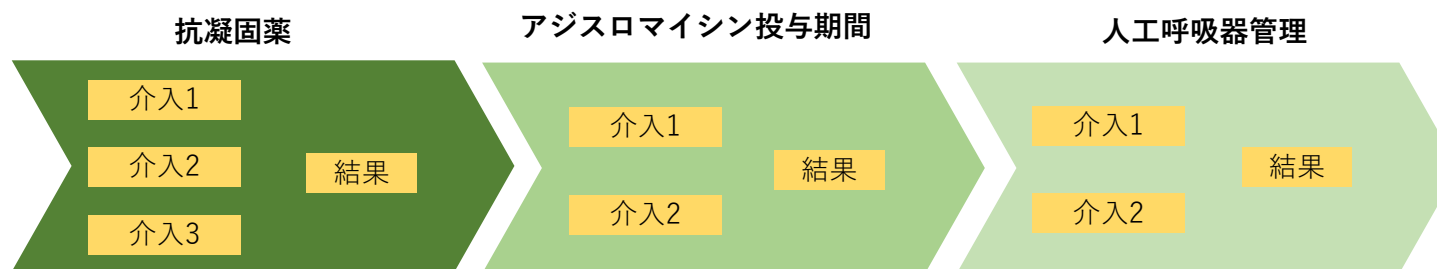 抗凝固薬
アジスロマイシン投与期間
人工呼吸器管理
介入1
介入2
介入3
結果
介入1
介入2
結果
介入1
介入2
結果